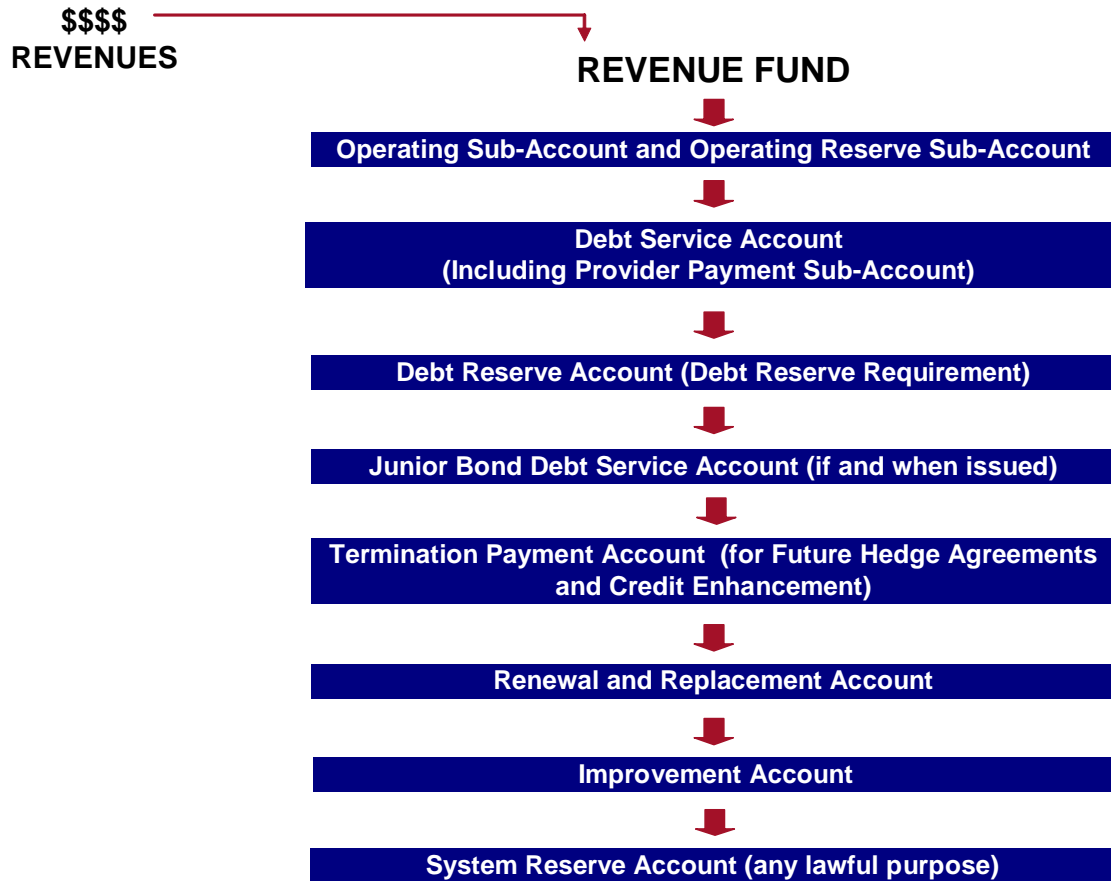 $$$$
REVENUES
REVENUE FUND
Operating Sub-Account and Operating Reserve Sub-Account
Debt Service Account
(Including Provider Payment Sub-Account)
Debt Reserve Account (Debt Reserve Requirement)
Junior Bond Debt Service Account (if and when issued)
Termination Payment Account (for Future Hedge Agreements
and Credit Enhancement)
Renewal and Replacement Account
Improvement Account
System Reserve Account (any lawful purpose)